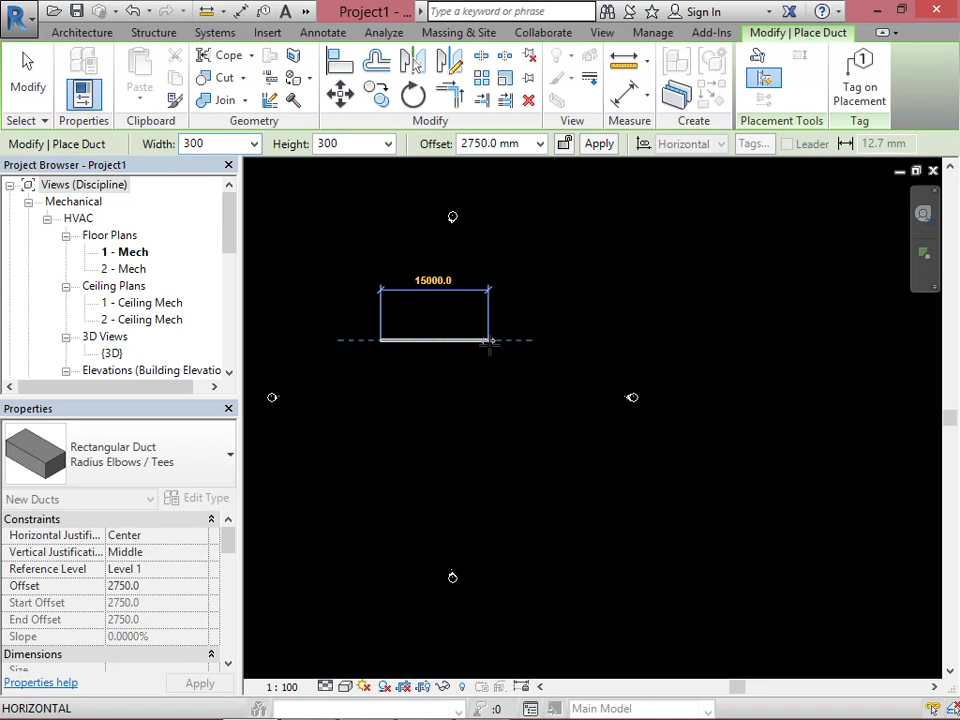 Project1 - ...
Type a keyword or phrase
Sign In
Architecture Structure Systems Insert Annotate Analyze Massing & Site Collaborate View Manage Add-Ins Modify | Place Duct
Modify
Paste
Cope
Cut
Join
Tag on
Placement
Select Properties Clipboard Geometry Modify View Measure Create Placement Tools Tag
Modify | Place Duct Width: 300 Height: 300 Offset: 2750.0 mm Apply Horizontal Tags... Leader 12.7 mm
Project Browser - Project1
Views (Discipline)
Mechanical
HVAC
Floor Plans
1 - Mech
2 - Mech
Ceiling Plans
1 - Ceiling Mech
2 - Ceiling Mech
3D Views
{3D}
Elevations (Building Elevatio
15000.0
Properties
Rectangular Duct
Radius Elbows / Tees
New Ducts Edit Type
Constraints
Horizontal Justifi... Center
Vertical Justificati... Middle
Reference Level Level 1
Offset 2750.0
Start Offset 2750.0
End Offset 2750.0
Slope 0.0000%
Dimensions
Properties help Apply
1 : 100
HORIZONTAL
:0
Main Model